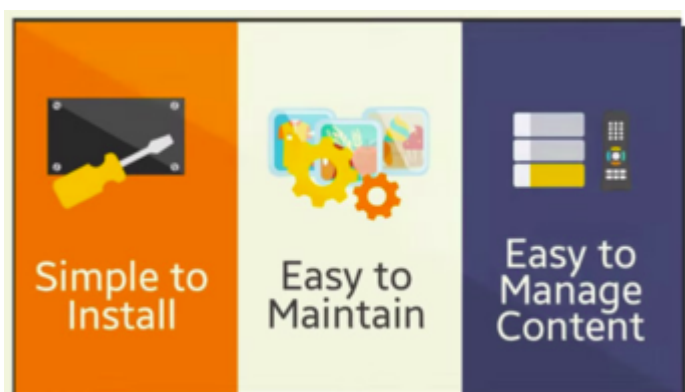 Simple to
Install
Easy to
Maintain
Easy to
Manage
Content